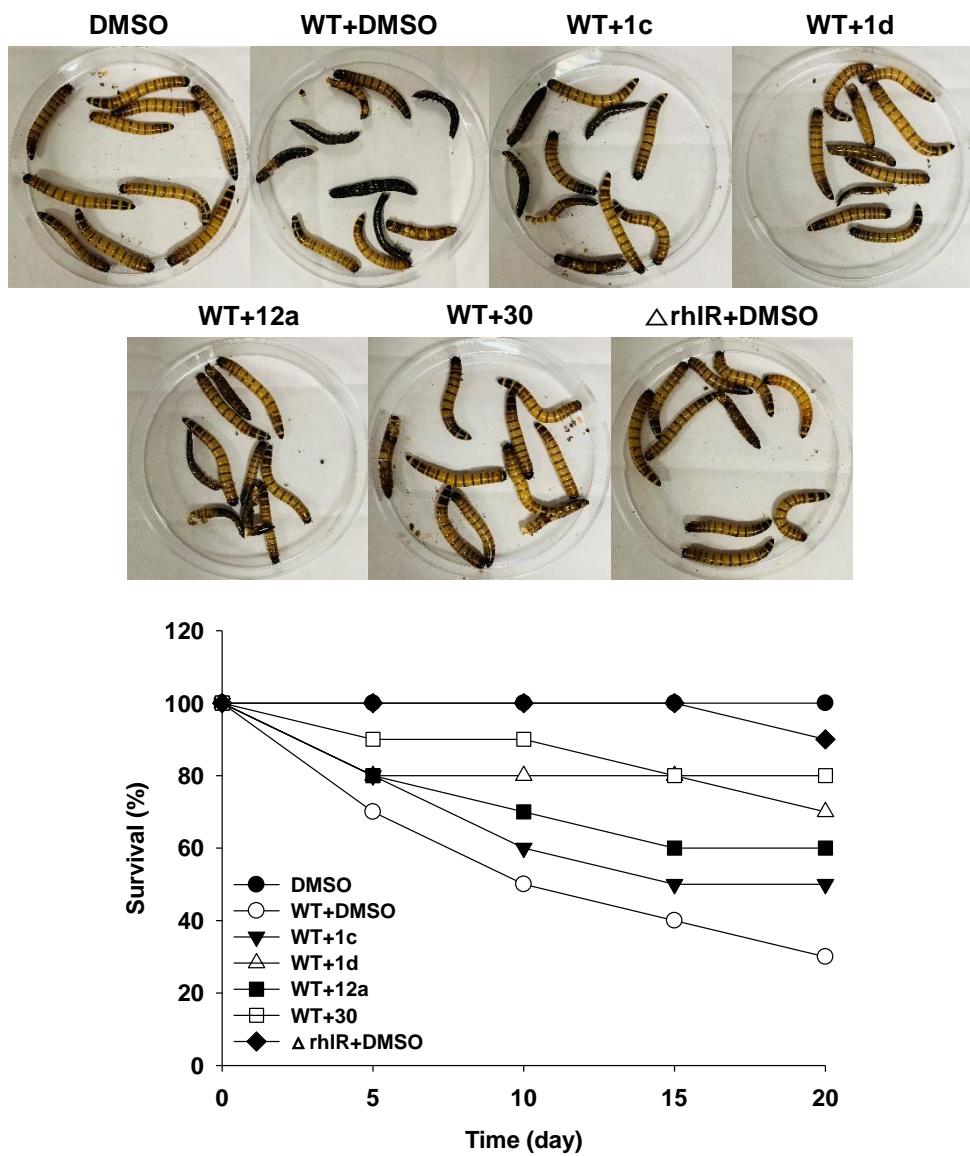 DMSO WT+DMSO WT+1c WT+1d
WT+12a WT+30 △rhlR+DMSO
120
100
80
60
40
20
0
Survival (%)
DMSO
WT+DMSO
WT+1c
WT+1d
WT+12a
WT+30
Δ rhlR+DMSO
0 5 10 15 20
Time (day)